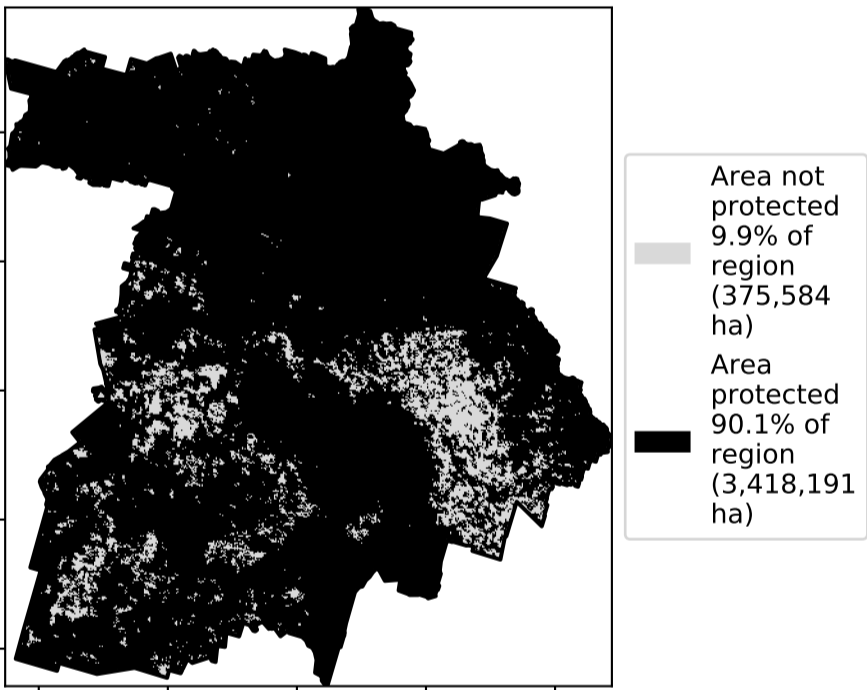 Area not
protected
9.9% of
region
(375,584
ha)
Area
protected
90.1% of
region
(3,418,191
ha)